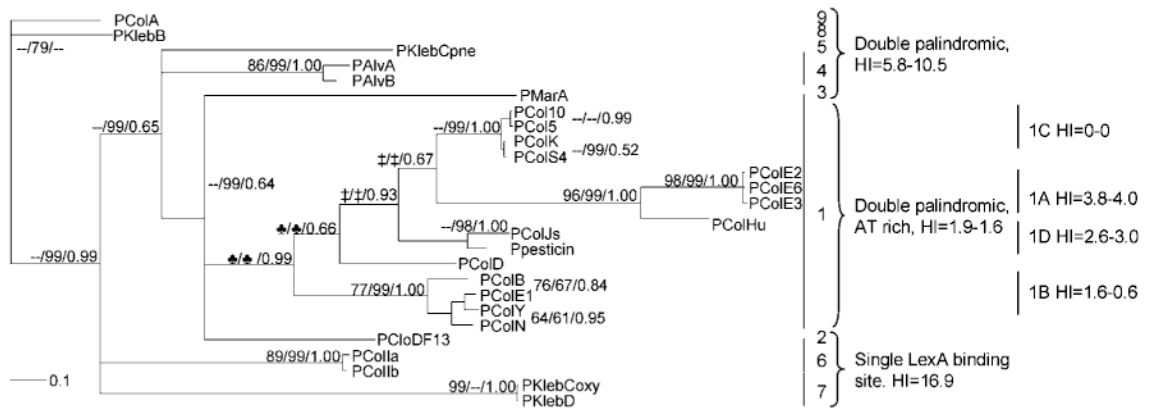 PColA
PKlebB
--/79/--
PKlebCpne
86/99/1.00
PAlvA
PAlvB
PMarA
--/99/0.65
PCol10
PCol5
--/--/0.99
--/99/1.00
PColK
PColS4
--/99/0.52
‡/‡/0.67
--/99/0.64
98/99/1.00
PColE2
PColE6
PColE3
96/99/1.00
‡/‡/0.93
PColHu
♣/♣/0.66
--/98/1.00
PColJs
Ppesticin
--/99/0.99
♣/♣/0.99
PColD
77/99/1.00
PColB
76/67/0.84
PColE1
PColY
64/61/0.95
PColN
PCloDF13
89/99/1.00
PColIa
PColIb
0.1
99/--/1.00
PKlebCoxy
PKlebD
9
8
5
4
3
1
2
6
7
Double palindromic,
HI=5.8-10.5
Double palindromic,
AT rich, HI=1.9-1.6
Single LexA binding
site. HI=16.9
1C HI=0-0
1A HI=3.8-4.0
1D HI=2.6-3.0
1B HI=1.6-0.6